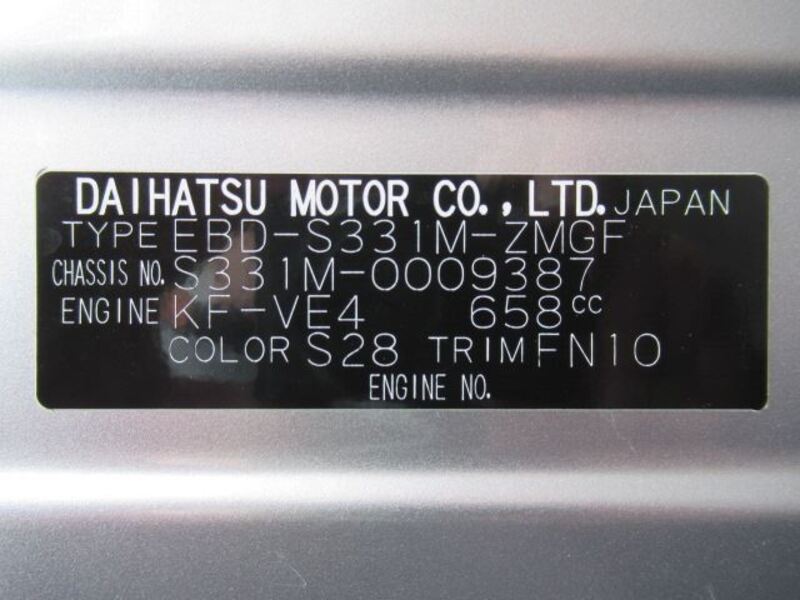 DAIHATSU MOTOR CO., LTD. JAPAN
TYPE EBD-S331M-ZMGF
CHASSIS NO. S331M-0009387
ENGINE KF-VE4 658cc
COLOR S28 TRIM FN10
ENGINE NO.